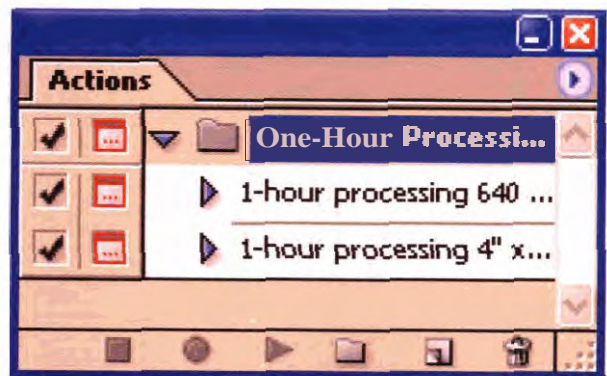 Actions
One-Hour Processi...
1-hour processing 640 ...
1-hour processing 4" x...